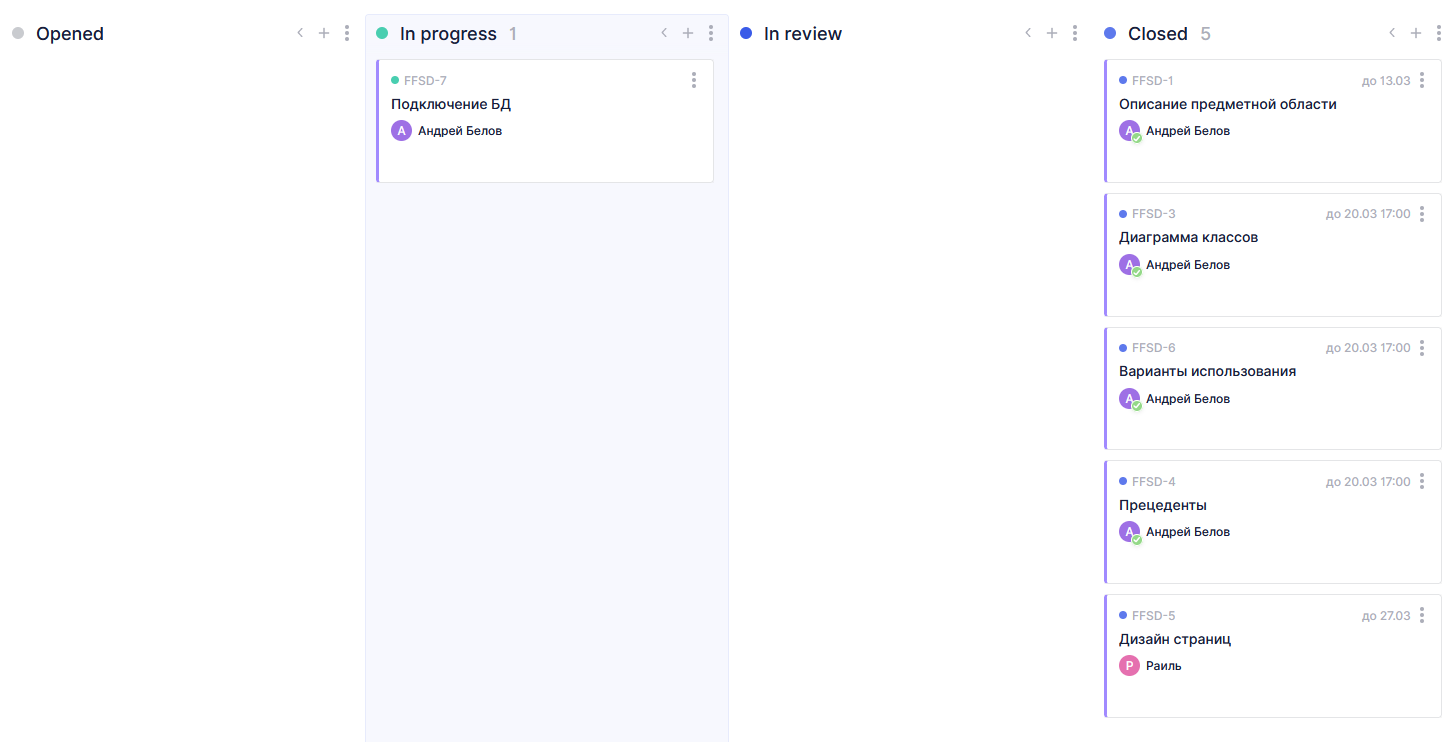 Opened
In progress 1
FFSD-7
Подключение БД
А Андрей Белов
In review
Closed 5
FFSD-1 до 13.03
Описание предметной области
А Андрей Белов
FFSD-3 до 20.03 17:00
Диаграмма классов
А Андрей Белов
FFSD-6 до 20.03 17:00
Варианты использования
А Андрей Белов
FFSD-4 до 20.03 17:00
Прецеденты
А Андрей Белов
FFSD-5 до 27.03
Дизайн страниц
Р Раиль